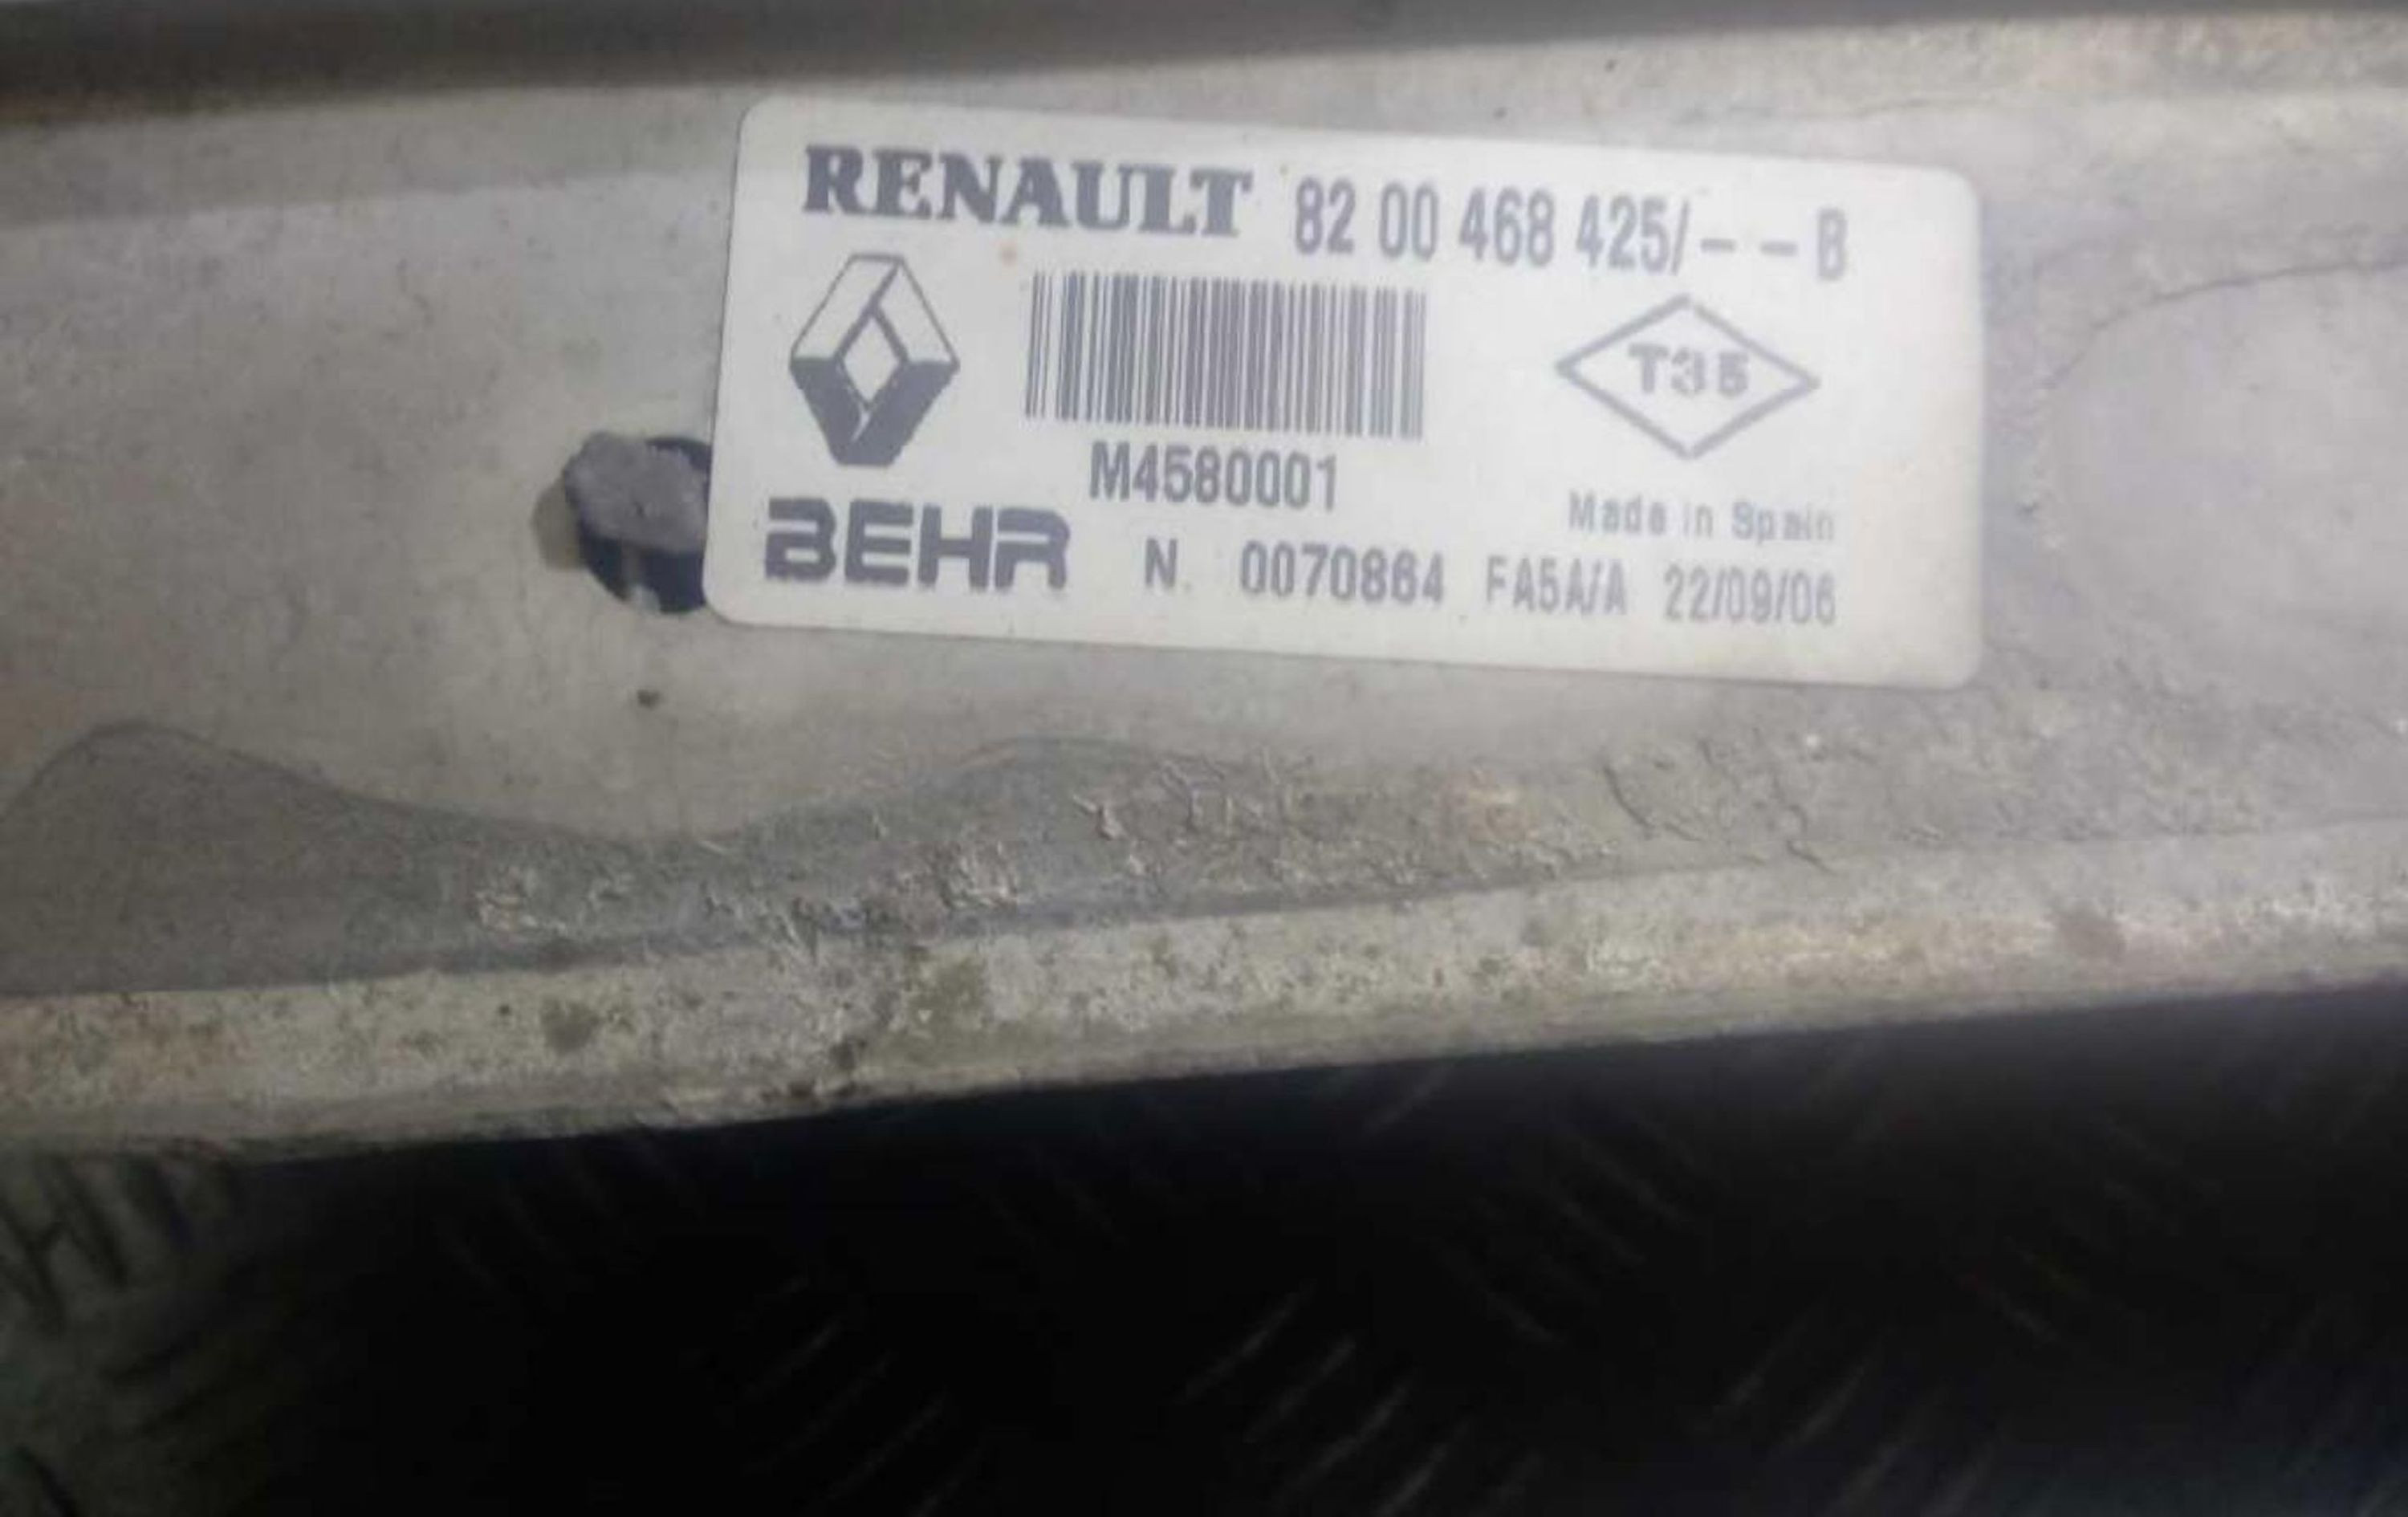 RENAULT 82 00 468 425/- - B
T35
M4580001
Made in Spain
BEHR N. 0070864 FA5A/A 22/09/06